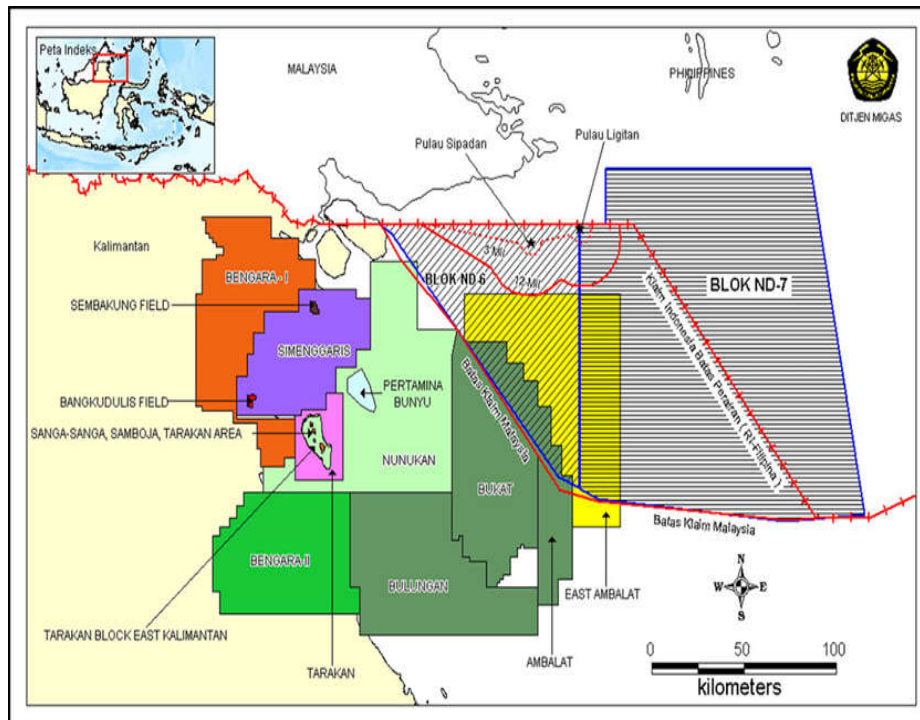 Peta Indeks
MALAYSIA
PHILIPPINES
DITJEN MIGAS
Pulau Sipadan
Pulau Ligitan
Kalimantan
3 Mil
12 Mil
BLOK ND-6
BLOK ND-7
BENGARA - I
SEMBAKUNG FIELD
SIMENGGARIS
Klaim Indonesia Batas Perairan ( RI-Filipina )
Batas Klaim Malaysia
PERTAMINA
BUNYU
BANGKUDULIS FIELD
SANGA-SANGA, SAMBOJA, TARAKAN AREA
NUNUKAN
BUKAT
Batas Klaim Malaysia
BENGARA-II
BULUNGAN
EAST AMBALAT
TARAKAN BLOCK EAST KALIMANTAN
TARAKAN
AMBALAT
N
W
E
S
0 50 100
kilometers